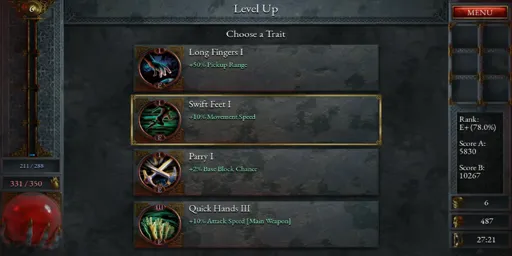 Level Up
MENU
Choose a Trait
Long Fingers I
+50% Pickup Range
Swift Feet I
+10% Movement Speed
Parry I
+2% Base Block Chance
Quick Hands III
+10% Attack Speed [Main Weapon]
211 / 288
331 / 350
Rank:
E+ (78.0%)
Score A:
5830
Score B:
10267
6
487
27:21